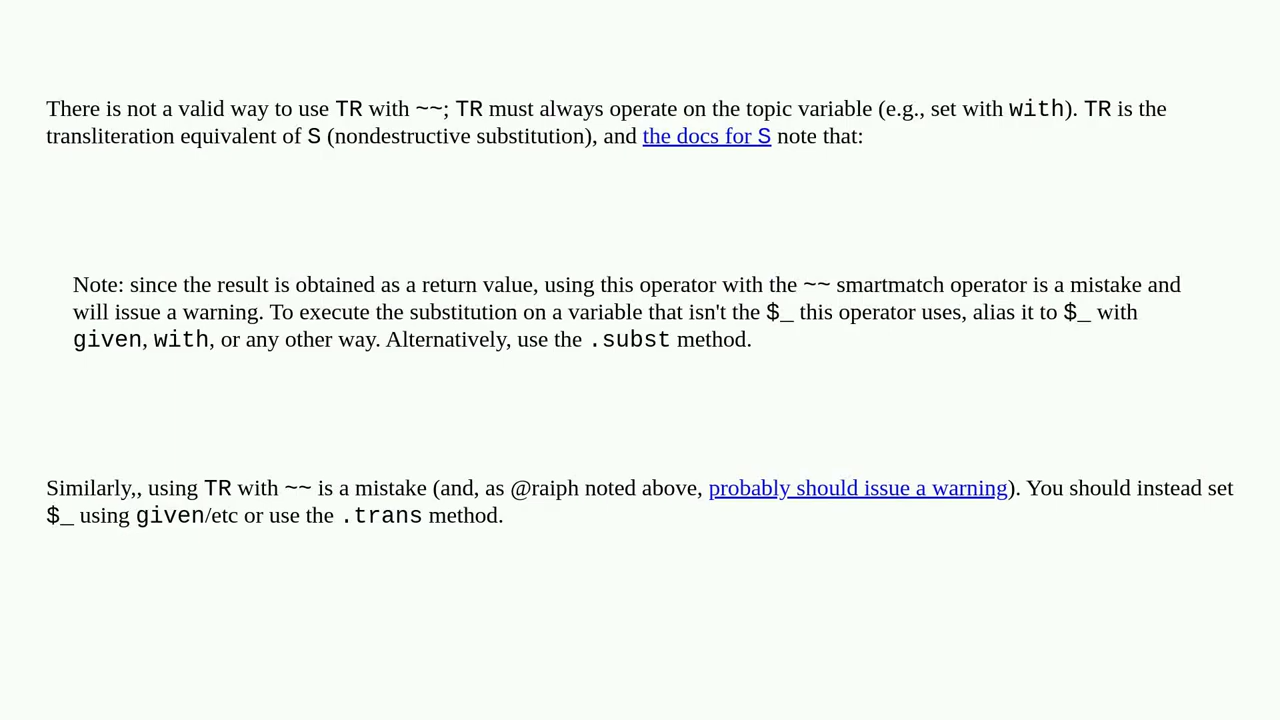 There is not a valid way to use TR with ~~; TR must always operate on the topic variable (e.g., set with with). TR is the
transliteration equivalent of S (nondestructive substitution), and the docs for S note that:
Note: since the result is obtained as a return value, using this operator with the ~~ smartmatch operator is a mistake and
will issue a warning. To execute the substitution on a variable that isn't the $_ this operator uses, alias it to $_ with
given, with, or any other way. Alternatively, use the .subst method.
Similarly,, using TR with ~~ is a mistake (and, as @raiph noted above, probably should issue a warning). You should instead set
$_ using given/etc or use the .trans method.